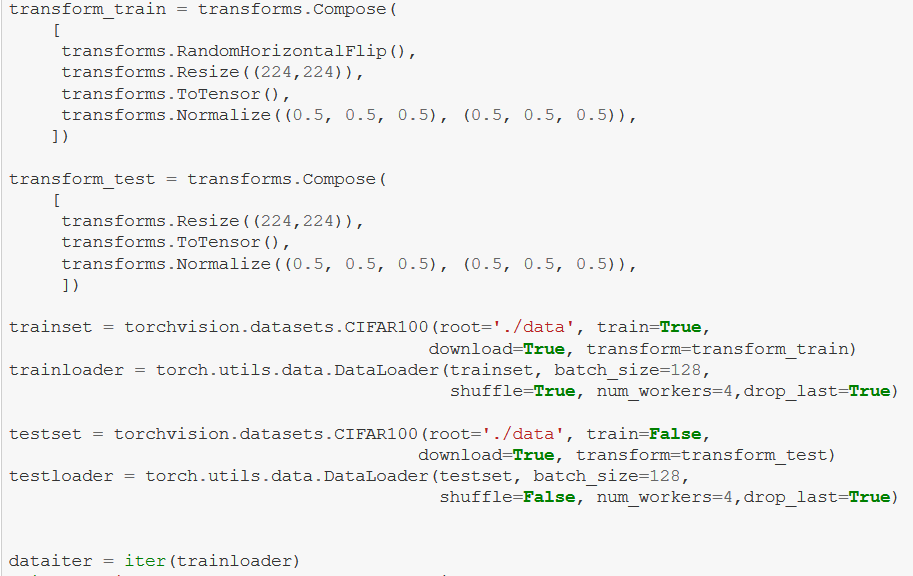 transform_train = transforms.Compose(
    [
     transforms.RandomHorizontalFlip(),
     transforms.Resize((224,224)),
     transforms.ToTensor(),
     transforms.Normalize((0.5, 0.5, 0.5), (0.5, 0.5, 0.5)),
    ])

transform_test = transforms.Compose(
    [
     transforms.Resize((224,224)),
     transforms.ToTensor(),
     transforms.Normalize((0.5, 0.5, 0.5), (0.5, 0.5, 0.5)),
     ])

trainset = torchvision.datasets.CIFAR100(root='./data', train=True,
                                        download=True, transform=transform_train)
trainloader = torch.utils.data.DataLoader(trainset, batch_size=128,
                                          shuffle=True, num_workers=4,drop_last=True)

testset = torchvision.datasets.CIFAR100(root='./data', train=False,
                                       download=True, transform=transform_test)
testloader = torch.utils.data.DataLoader(testset, batch_size=128,
                                         shuffle=False, num_workers=4,drop_last=True)


dataiter = iter(trainloader)